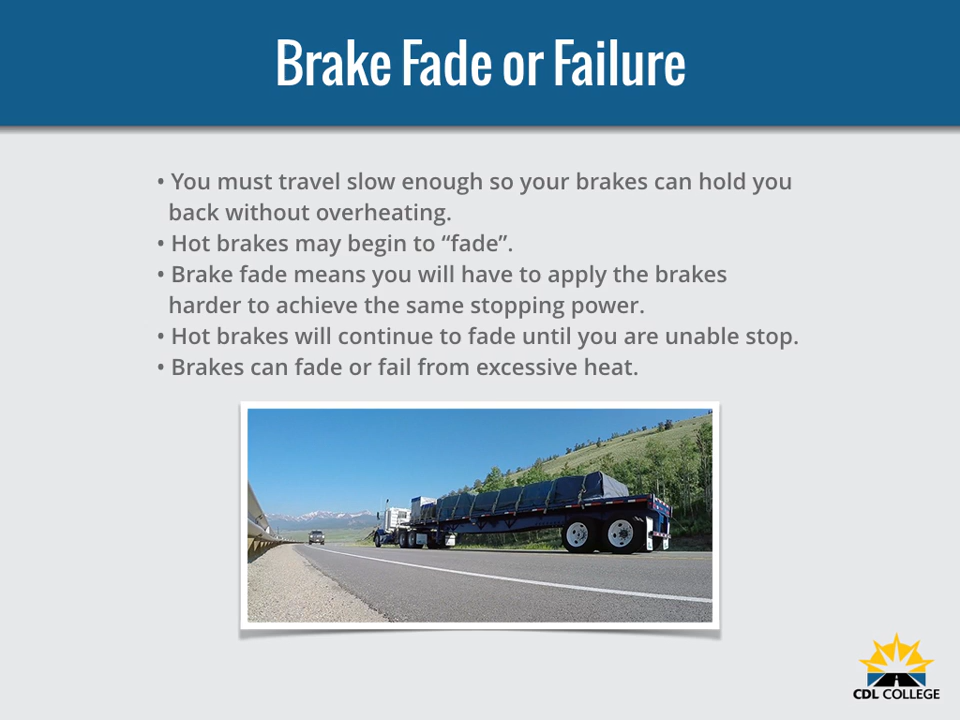 Brake Fade or Failure
• You must travel slow enough so your brakes can hold you
back without overheating.
• Hot brakes may begin to “fade”.
• Brake fade means you will have to apply the brakes
harder to achieve the same stopping power.
• Hot brakes will continue to fade until you are unable stop.
• Brakes can fade or fail from excessive heat.
CDL COLLEGE